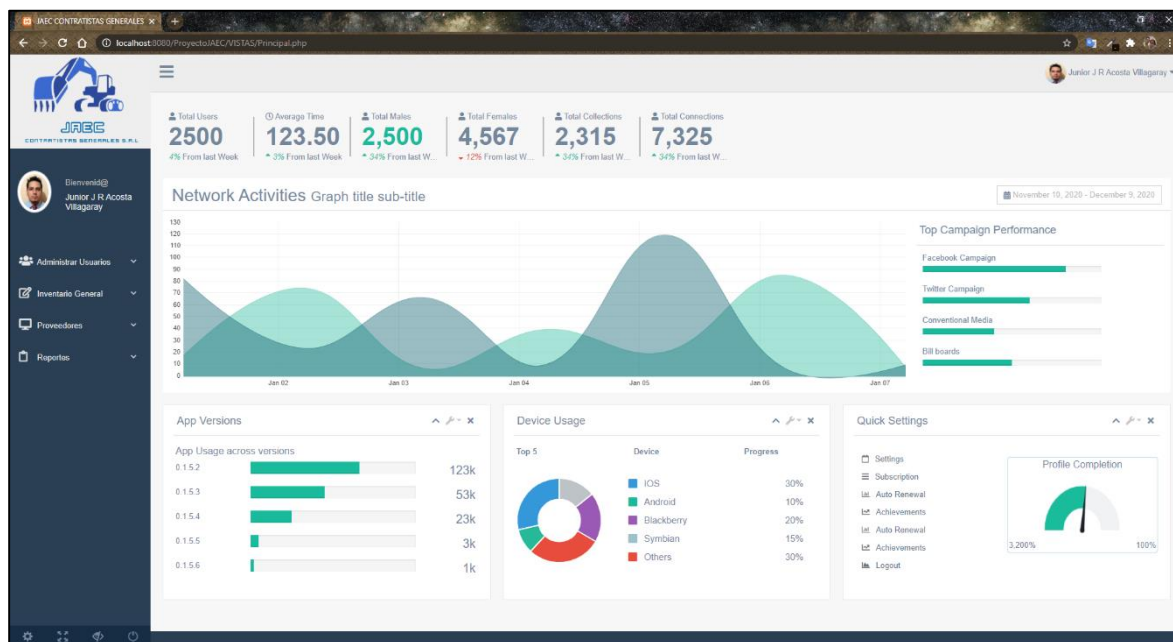 JAEC CONTRATISTAS GENERALES
localhost:8080/ProyectoJAEC/VISTAS/Principal.php
JAEC
CONTRATISTAS GENERALES S.R.L
Junior J R Acosta Villagaray
Bienvenid@
Junior J R Acosta
Villagaray
Administrar Usuarios
Inventario General
Proveedores
Reportes
Total Users
2500
4% From last Week
Average Time
123.50
3% From last Week
Total Males
2,500
34% From last W...
Total Females
4,567
12% From last W...
Total Collections
2,315
34% From last W...
Total Connections
7,325
34% From last W...
Network Activities Graph title sub-title
November 10, 2020 - December 9, 2020
130
120
110
100
90
80
70
60
50
40
30
20
10
0
Jan 02 Jan 03 Jan 04 Jan 05 Jan 06 Jan 07
Top Campaign Performance
Facebook Campaign
Twitter Campaign
Conventional Media
Bill boards
App Versions
App Usage across versions
0.1.5.2 123k
0.1.5.3 53k
0.1.5.4 23k
0.1.5.5 3k
0.1.5.6 1k
Device Usage
Top 5 Device Progress
IOS 30%
Android 10%
Blackberry 20%
Symbian 15%
Others 30%
Quick Settings
Settings
Subscription
Auto Renewal
Achievements
Auto Renewal
Achievements
Logout
Profile Completion
3,200% 100%